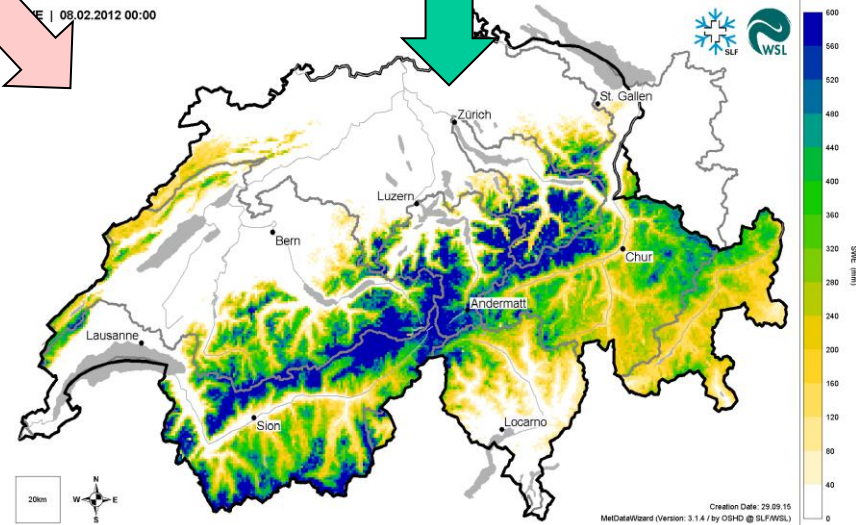 E | 08.02.2012 00:00
SLF
WSL
St. Gallen
Zürich
Luzern
Bern
Chur
Andermatt
Lausanne
Sion
Locarno
600
560
520
480
440
400
360
320
280
240
200
160
120
80
40
0
SWE (mm)
20km
N
W
E
S
Creation Date: 29.09.15
MetDataWizard (Version: 3.1.4 / by OSHD @ SLF/WSL)